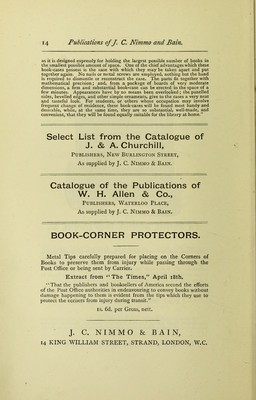 14 Publications of J. C. Nimmo and Bain.
as it is designed expressly for holding the largest possible number of books in
the smallest possible amount of space. One of the chief advantages which these
book-cases possess is the ease with which they may be taken apart and put
together again. No nails or metal screws are employed, nothing but the hand
is required to dismantle or reconstruct the case. The parts fit together with
mathematical precision; and, from a package of boards of very moderate
dimensions, a firm and substantial book-case can be erected in the space of a
few minutes. Appearances have by no means been overlooked; the panelled
sides, bevelled edges, and other simple ornaments, give to the cases a very neat
and tasteful look. For students, or others whose occupation may involve
frequent change of residence, these book-cases will be found most handy and
desirable, while, at the same time, they are so substantial, well-made, and
convenient, that they will be found equally suitable for the library at home."
Select List from the Catalogue of
J. & A. Churchill,
Publishers, New Burlington Street,
As supplied by J. C. Nimmo & Bain.
Catalogue of the Publications of
W. H. Allen & Co.,
Publishers, Waterloo Place,
As supplied by J. C. Nimmo & Bain.
BOOK-CORNER PROTECTORS.
Metal Tips carefully prepared for placing on the Corners of
Books to preserve them from injury while passing through the
Post Office or being sent by Carrier.
Extract from "The Times," April 18th.
"That the publishers and booksellers of America second the efforts
of the Post Office authorities in endeavouring to convey books without
damage happening to them is evident from the tips which they use to
protect the corners from injury during transit."
1s. 6d. per Gross, nett.
J. C. NIMMO & BAIN,
14 KING WILLIAM STREET, STRAND, LONDON, W.C.